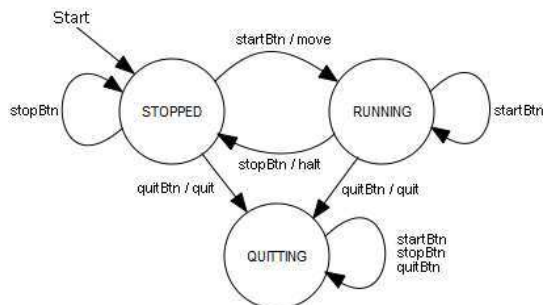 Start
startBtn / move
stopBtn
STOPPED
RUNNING
startBtn
stopBtn / halt
quitBtn / quit
quitBtn / quit
QUITTING
startBtn
stopBtn
quitBtn